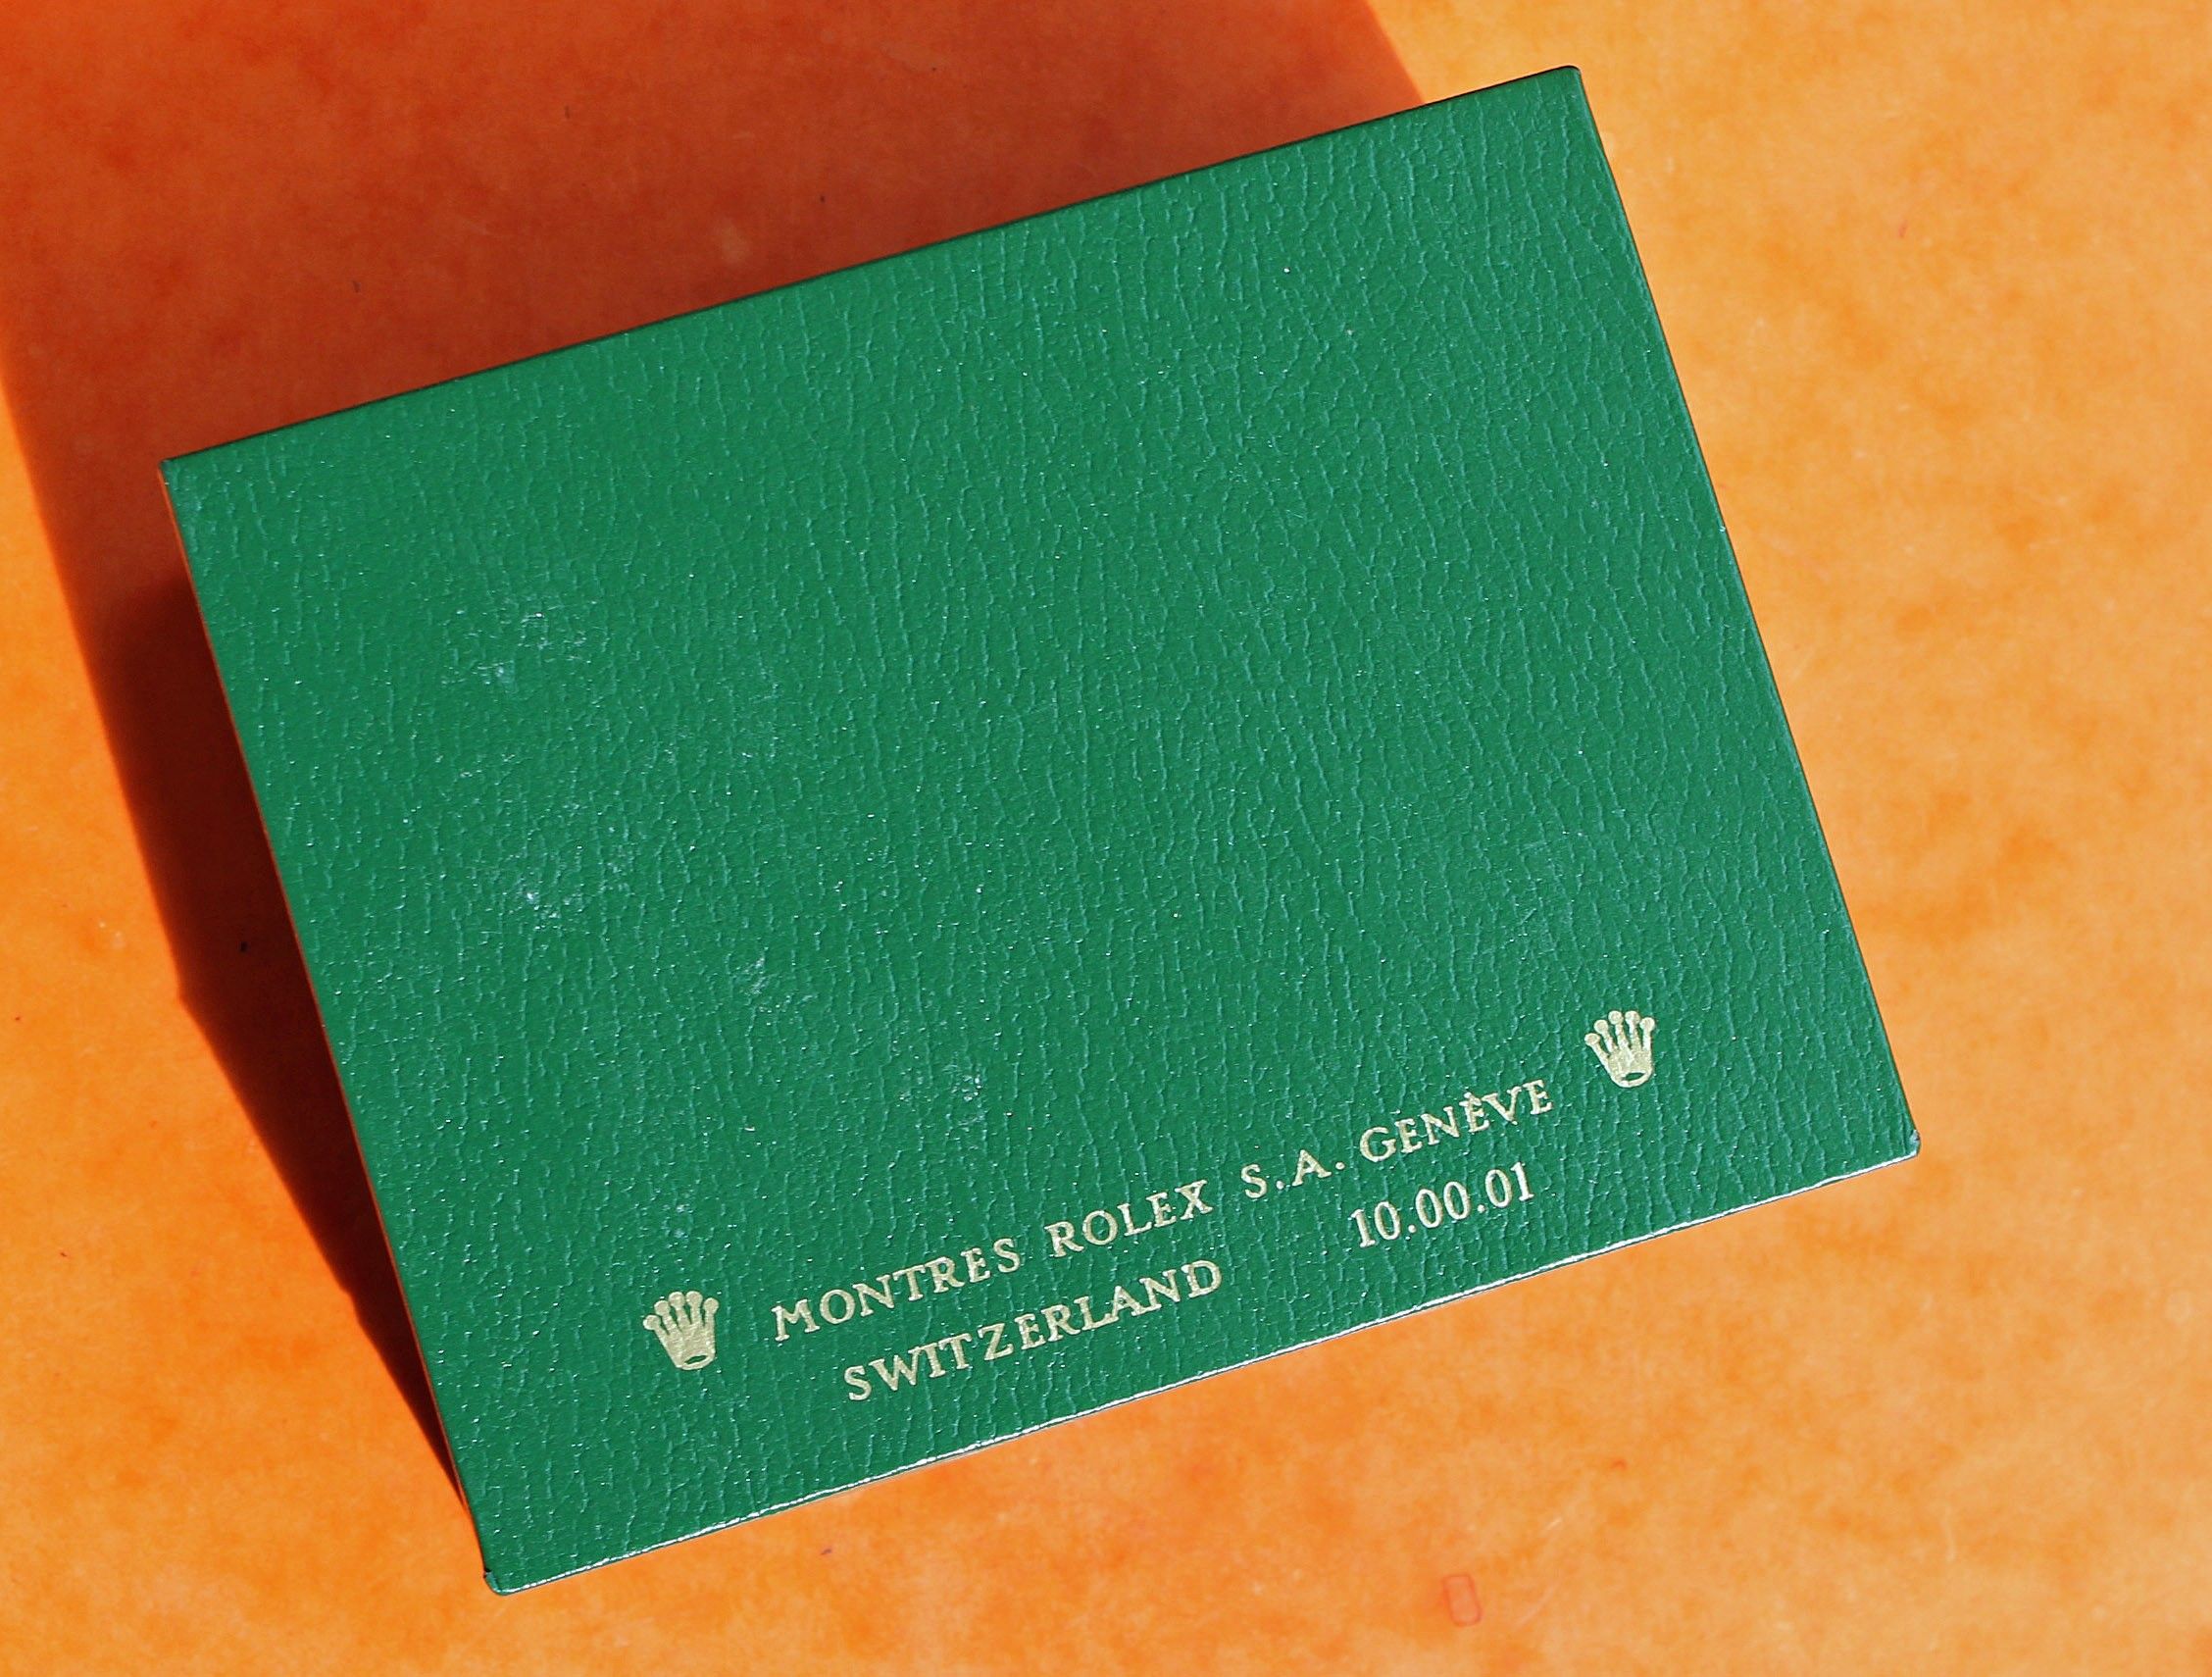 MONTRES ROLEX S.A. GENÈVE
SWITZERLAND 10.00.01